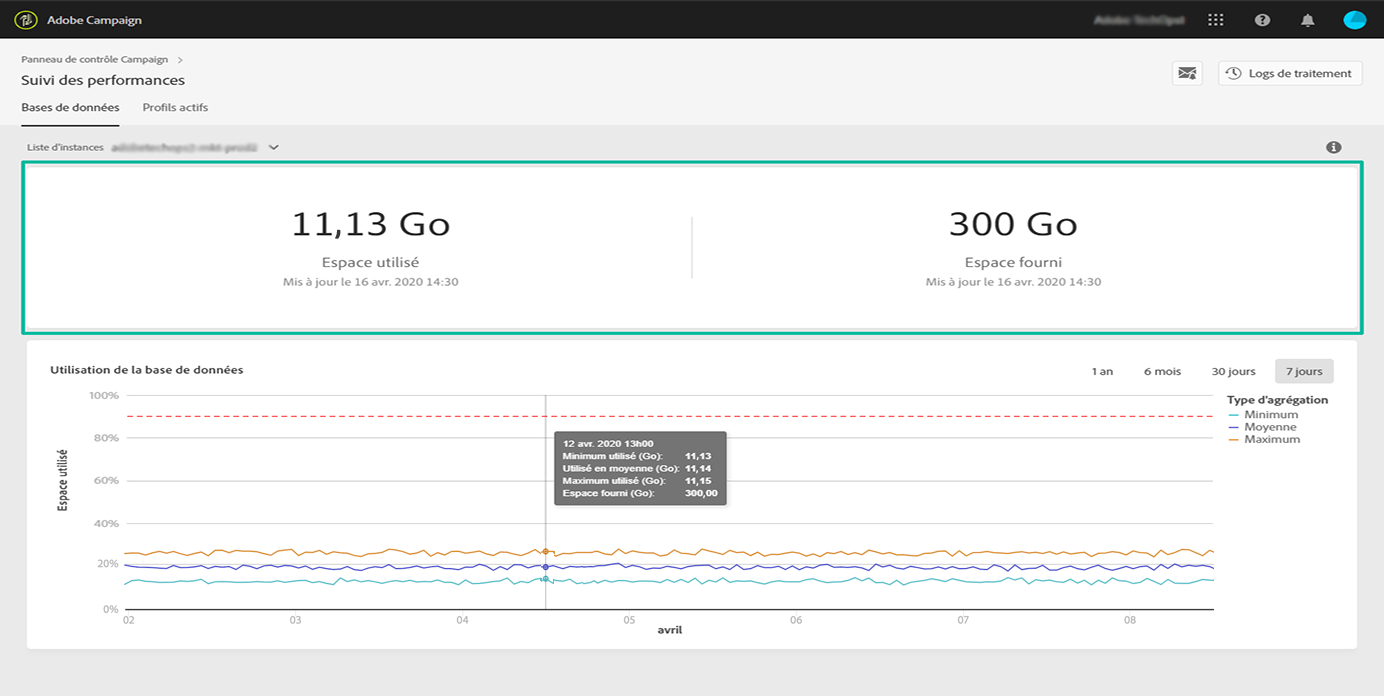 Adobe Campaign
Panneau de contrôle Campaign
Suivi des performances
Logs de traitement
Bases de données Profils actifs
Liste d'instances
11,13 Go 300 Go
Espace utilisé Espace fourni
Mis à jour le 16 avr. 2020 14:30 Mis à jour le 16 avr. 2020 14:30
Utilisation de la base de données
1 an 6 mois 30 jours 7 jours
Type d'agrégation
Minimum
Moyenne
Maximum
Espace utilisé
100%
80%
60%
40%
20%
0%
12 avr. 2020 13h00
Minimum utilisé (Go): 11,13
Utilisé en moyenne (Go): 11,14
Maximum utilisé (Go): 11,15
Espace fourni (Go): 300,00
02 03 04 05 06 07 08
avril